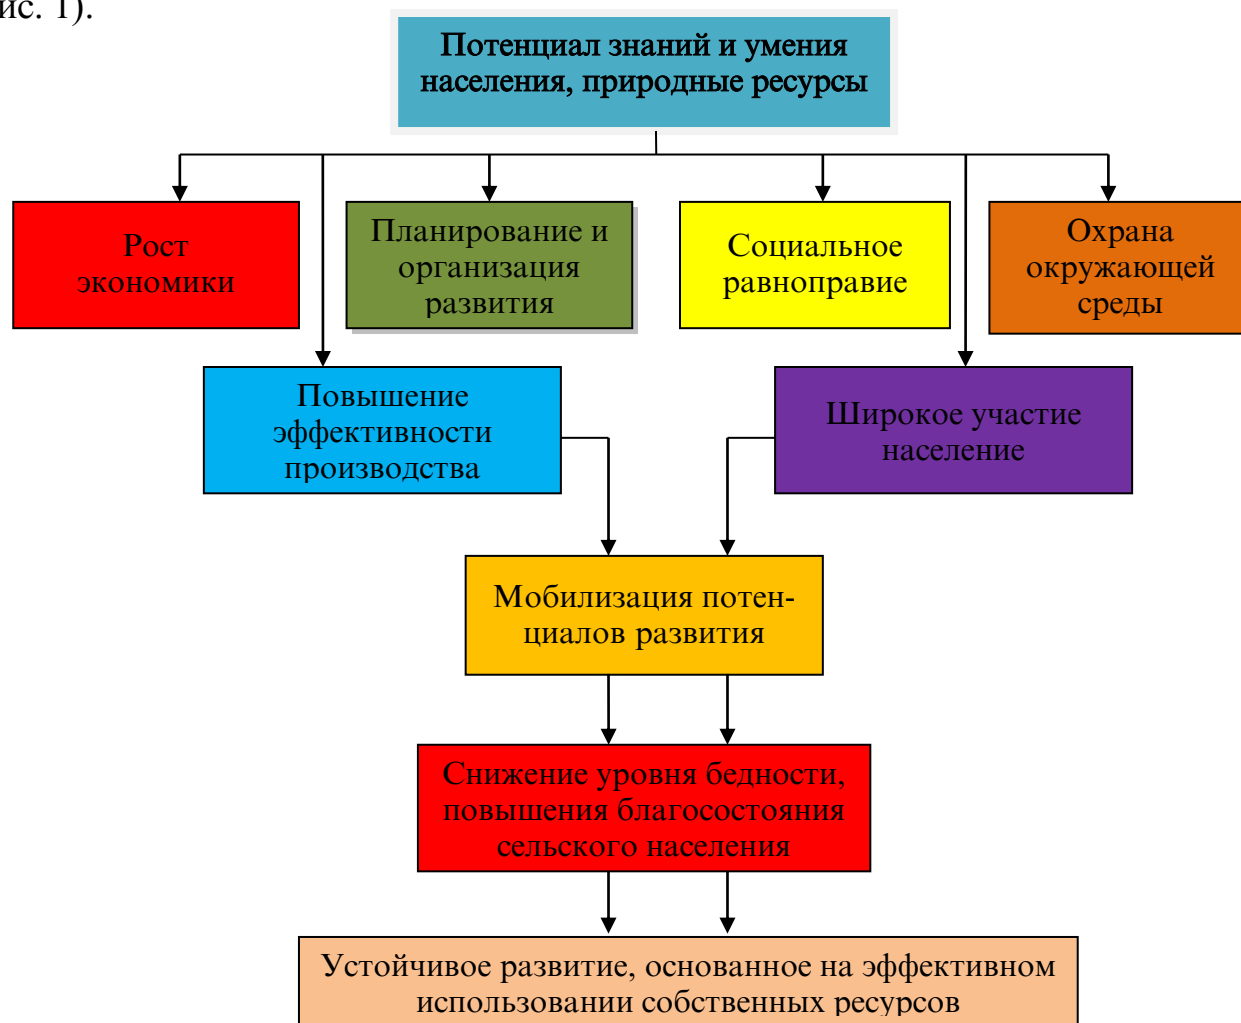 ис. 1).
Потенциал знаний и умения
населения, природные ресурсы
Рост
экономики
Планирование и
организация
развития
Социальное
равноправие
Охрана
окружающей
среды
Повышение
эффективности
производства
Широкое участие
население
Мобилизация потен-
циалов развития
Снижение уровня бедности,
повышения благосостояния
сельского населения
Устойчивое развитие, основанное на эффективном
использовании собственных ресурсов